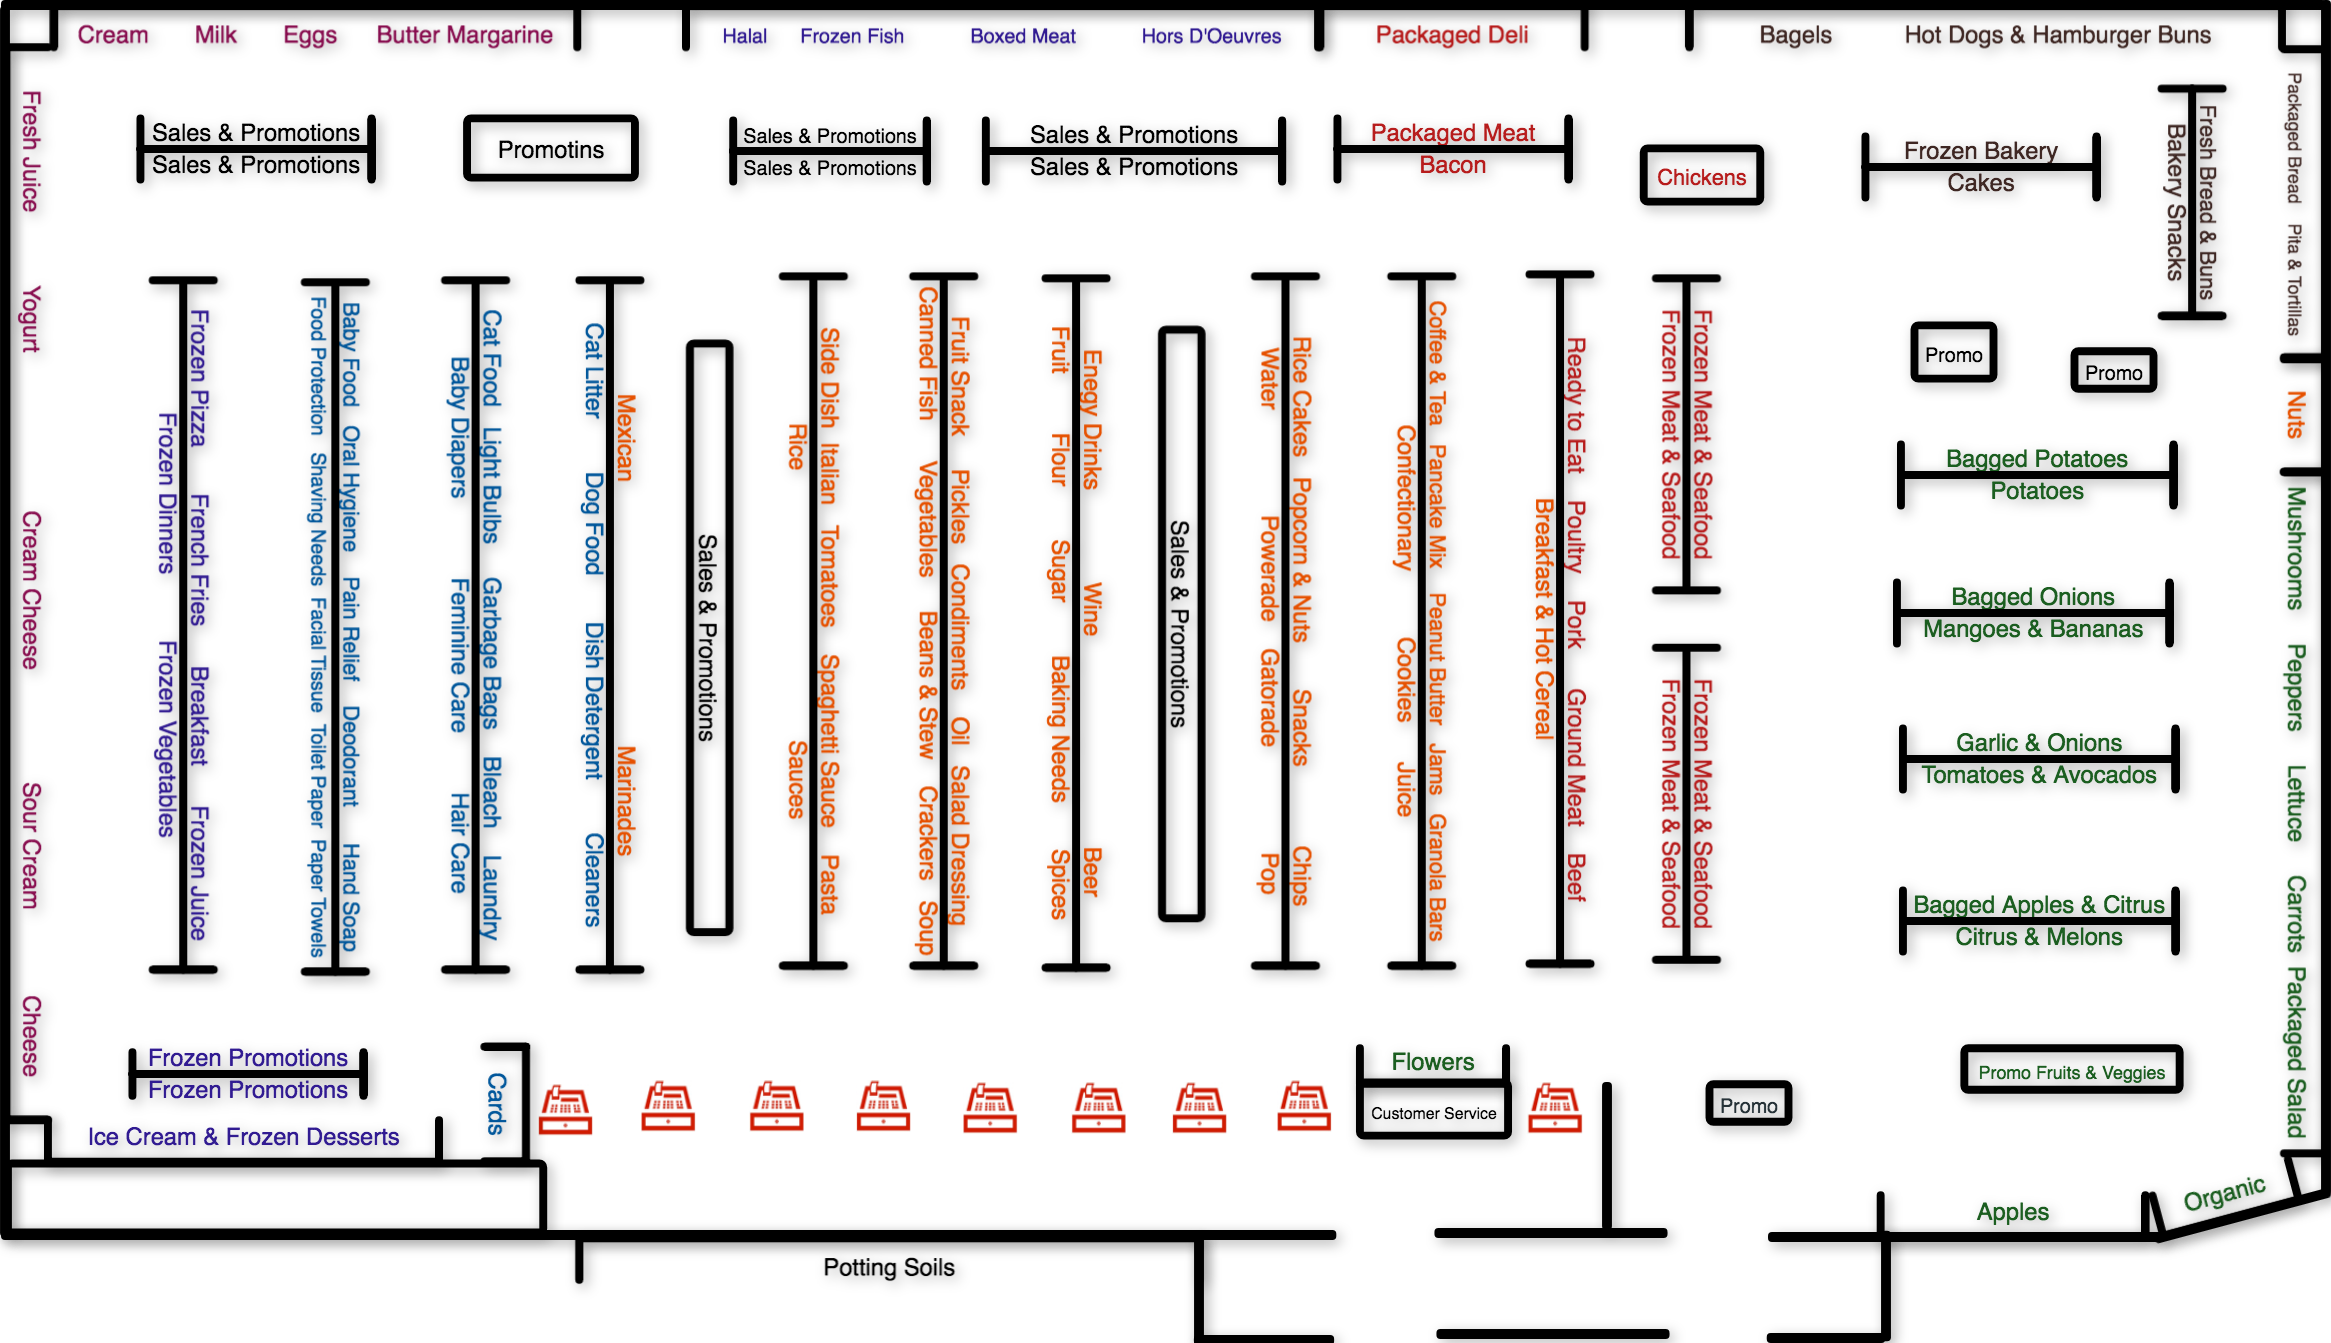 Cream
Milk
Eggs
Butter Margarine
Halal
Frozen Fish
Boxed Meat
Hors D'Oeuvres
Packaged Deli
Bagels
Hot Dogs & Hamburger Buns
Fresh Juice
Yogurt
Cream Cheese
Sour Cream
Cheese
Sales & Promotions
Sales & Promotions
Promotins
Sales & Promotions
Sales & Promotions
Sales & Promotions
Sales & Promotions
Packaged Meat
Bacon
Chickens
Frozen Bakery
Cakes
Fresh Bread & Buns
Bakery Snacks
Packaged Bread
Pita & Tortillas
Nuts
Mushrooms
Peppers
Lettuce
Carrots
Packaged Salad
Frozen Pizza
French Fries
Breakfast
Frozen Juice
Frozen Dinners
Frozen Vegetables
Baby Food
Oral Hygiene
Pain Relief
Deodorant
Hand Soap
Food Protection
Shaving Needs
Facial Tissue
Toilet Paper
Paper Towels
Cat Food
Light Bulbs
Garbage Bags
Bleach
Laundry
Baby Diapers
Feminine Care
Hair Care
Mexican
Marinades
Cat Litter
Dog Food
Dish Detergent
Cleaners
Sales & Promotions
Side Dish
Italian
Tomatoes
Spaghetti Sauce
Pasta
Rice
Sauces
Fruit Snack
Pickles
Condiments
Oil
Salad Dressing
Canned Fish
Vegetables
Beans & Stew
Crackers
Soup
Enegy Drinks
Wine
Beer
Fruit
Flour
Sugar
Baking Needs
Spices
Sales & Promotions
Rice Cakes
Popcorn & Nuts
Snacks
Chips
Water
Powerade
Gatorade
Pop
Coffee & Tea
Pancake Mix
Peanut Butter
Jams
Granola Bars
Confectionary
Cookies
Juice
Ready to Eat
Poultry
Pork
Ground Meat
Beef
Breakfast & Hot Cereal
Frozen Meat & Seafood
Frozen Meat & Seafood
Frozen Meat & Seafood
Frozen Meat & Seafood
Promo
Promo
Bagged Potatoes
Potatoes
Bagged Onions
Mangoes & Bananas
Garlic & Onions
Tomatoes & Avocados
Bagged Apples & Citrus
Citrus & Melons
Frozen Promotions
Frozen Promotions
Ice Cream & Frozen Desserts
Cards
Flowers
Customer Service
Promo
Promo Fruits & Veggies
Apples
Organic
Potting Soils